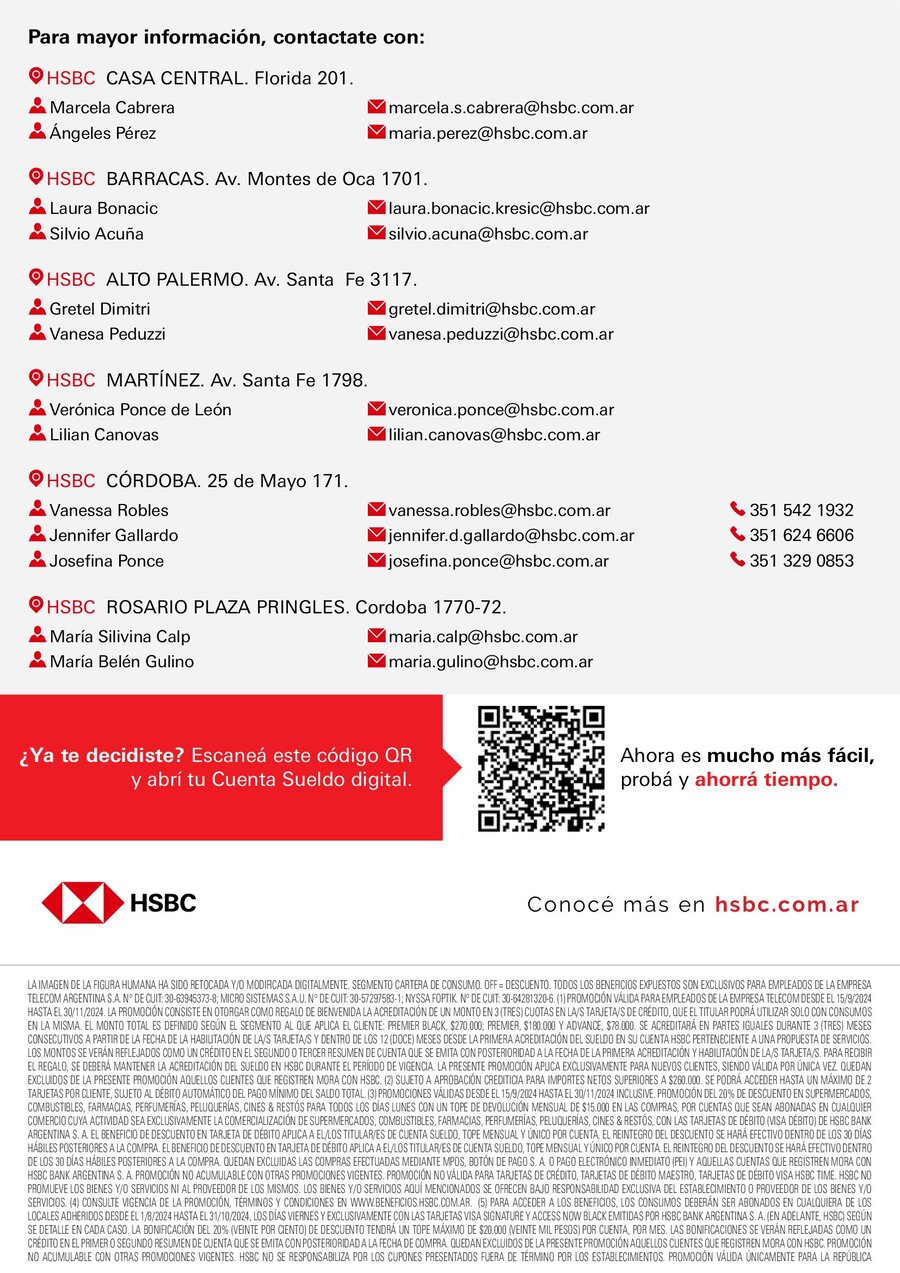 Para mayor información, contactate con:
HSBC CASA CENTRAL. Florida 201.
Marcela Cabrera marcela.s.cabrera@hsbc.com.ar
Ángeles Pérez maria.perez@hsbc.com.ar
HSBC BARRACAS. Av. Montes de Oca 1701.
Laura Bonacic laura.bonacic.kresic@hsbc.com.ar
Silvio Acuña silvio.acuna@hsbc.com.ar
HSBC ALTO PALERMO. Av. Santa Fe 3117.
Gretel Dimitri gretel.dimitri@hsbc.com.ar
Vanesa Peduzzi vanesa.peduzzi@hsbc.com.ar
HSBC MARTÍNEZ. Av. Santa Fe 1798.
Verónica Ponce de León veronica.ponce@hsbc.com.ar
Lilian Canovas lilian.canovas@hsbc.com.ar
HSBC CÓRDOBA. 25 de Mayo 171.
Vanessa Robles vanessa.robles@hsbc.com.ar 351 542 1932
Jennifer Gallardo jennifer.d.gallardo@hsbc.com.ar 351 624 6606
Josefina Ponce josefina.ponce@hsbc.com.ar 351 329 0853
HSBC ROSARIO PLAZA PRINGLES. Cordoba 1770-72.
María Silivina Calp maria.calp@hsbc.com.ar
María Belén Gulino maria.gulino@hsbc.com.ar
¿Ya te decidiste? Escaneá este código QR
y abrí tu Cuenta Sueldo digital.
Ahora es mucho más fácil,
probá y ahorrá tiempo.
HSBC
Conocé más en hsbc.com.ar
LA IMAGEN DE LA FIGURA HUMANA HA SIDO RETOCADA Y/O MODIFICADA DIGITALMENTE. SEGMENTO CARTERA DE CONSUMO. OFF = DESCUENTO. TODOS LOS BENEFICIOS EXPUESTOS SON EXCLUSIVOS PARA EMPLEADOS DE LA EMPRESA
TELECOM ARGENTINA S.A. N° DE CUIT: 30-63945373-8; MICRO SISTEMAS S.A.U. N° DE CUIT: 30-57297583-1; NYSSA FOPTIK. N° DE CUIT: 30-64281320-6. (1) PROMOCIÓN VÁLIDA PARA EMPLEADOS DE LA EMPRESA TELECOM DESDE EL 15/9/2024
HASTA EL 30/11/2024. LA PROMOCIÓN CONSISTE EN OTORGAR COMO REGALO DE BIENVENIDA LA ACREDITACIÓN DE UN MONTO EN 3 (TRES) CUOTAS EN LA/S TARJETA/S DE CRÉDITO, QUE EL TITULAR PODRÁ UTILIZAR SOLO CON CONSUMOS
EN LA MISMA. EL MONTO TOTAL ES DEFINIDO SEGÚN EL SEGMENTO AL QUE APLICA EL CLIENTE: PREMIER BLACK, $270.000; PREMIER, $180.000 Y ADVANCE, $78.000. SE ACREDITARÁ EN PARTES IGUALES DURANTE 3 (TRES) MESES
CONSECUTIVOS A PARTIR DE LA FECHA DE LA HABILITACIÓN DE LA/S TARJETA/S Y DENTRO DE LOS 12 (DOCE) MESES DESDE LA PRIMERA ACREDITACIÓN DEL SUELDO EN SU CUENTA HSBC PERTENECIENTE A UNA PROPUESTA DE SERVICIOS.
LOS MONTOS SE VERÁN REFLEJADOS COMO UN CRÉDITO EN EL SEGUNDO O TERCER RESUMEN DE CUENTA QUE SE EMITA CON POSTERIORIDAD A LA FECHA DE LA PRIMERA ACREDITACIÓN Y HABILITACIÓN DE LA/S TARJETA/S. PARA RECIBIR
EL REGALO, SE DEBERÁ MANTENER LA ACREDITACIÓN DEL SUELDO EN HSBC DURANTE EL PERÍODO DE VIGENCIA. LA PRESENTE PROMOCIÓN APLICA EXCLUSIVAMENTE PARA NUEVOS CLIENTES, SIENDO VÁLIDA POR ÚNICA VEZ. QUEDAN
EXCLUIDOS DE LA PRESENTE PROMOCIÓN AQUELLOS CLIENTES QUE REGISTREN MORA CON HSBC. (2) SUJETO A APROBACIÓN CREDITICIA PARA IMPORTES NETOS SUPERIORES A $260.000. SE PODRÁ ACCEDER HASTA UN MÁXIMO DE 2
TARJETAS POR CLIENTE, SUJETO AL DÉBITO AUTOMÁTICO DEL PAGO MÍNIMO DEL SALDO TOTAL. (3) PROMOCIONES VÁLIDAS DESDE EL 15/9/2024 HASTA EL 30/11/2024 INCLUSIVE. PROMOCIÓN DEL 20% DE DESCUENTO EN SUPERMERCADOS,
COMBUSTIBLES, FARMACIAS, PERFUMERÍAS, PELUQUERÍAS, CINES & RESTÓS PARA TODOS LOS DÍAS LUNES CON UN TOPE DE DEVOLUCIÓN MENSUAL DE $15.000 EN LAS COMPRAS, POR CUENTAS QUE SEAN ABONADAS EN CUALQUIER
COMERCIO CUYA ACTIVIDAD SEA EXCLUSIVAMENTE LA COMERCIALIZACIÓN DE SUPERMERCADOS, COMBUSTIBLES, FARMACIAS, PERFUMERÍAS, PELUQUERÍAS, CINES & RESTÓS, CON LAS TARJETAS DE DÉBITO (VISA DÉBITO) DE HSBC BANK
ARGENTINA S. A. EL BENEFICIO DE DESCUENTO EN TARJETA DE DÉBITO APLICA A EL/LOS TITULAR/ES DE CUENTA SUELDO, TOPE MENSUAL Y ÚNICO POR CUENTA. EL REINTEGRO DEL DESCUENTO SE HARÁ EFECTIVO DENTRO DE LOS 30 DÍAS
HÁBILES POSTERIORES A LA COMPRA. EL BENEFICIO DE DESCUENTO EN TARJETA DE DÉBITO APLICA A EL/LOS TITULAR/ES DE CUENTA SUELDO, TOPE MENSUAL Y ÚNICO POR CUENTA. EL REINTEGRO DEL DESCUENTO SE HARÁ EFECTIVO DENTRO
DE LOS 30 DÍAS HÁBILES POSTERIORES A LA COMPRA. QUEDAN EXCLUIDAS LAS COMPRAS EFECTUADAS MEDIANTE MPOS, BOTÓN DE PAGO S. A. O PAGO ELECTRÓNICO INMEDIATO (PEI) Y AQUELLAS CUENTAS QUE REGISTREN MORA CON
HSBC BANK ARGENTINA S. A. PROMOCIÓN NO ACUMULABLE CON OTRAS PROMOCIONES VIGENTES. PROMOCIÓN NO VÁLIDA PARA TARJETAS DE CRÉDITO, TARJETAS DE DÉBITO MAESTRO, TARJETAS DE DÉBITO VISA HSBC TIME. HSBC NO
PROMUEVE LOS BIENES Y/O SERVICIOS NI AL PROVEEDOR DE LOS MISMOS. LOS BIENES Y/O SERVICIOS AQUÍ MENCIONADOS SE OFRECEN BAJO RESPONSABILIDAD EXCLUSIVA DEL ESTABLECIMIENTO O PROVEEDOR DE LOS BIENES Y/O
SERVICIOS. (4) CONSULTE VIGENCIA DE LA PROMOCIÓN, TÉRMINOS Y CONDICIONES EN WWW.BENEFICIOS.HSBC.COM.AR. (5) PARA ACCEDER A LOS BENEFICIOS, LOS CONSUMOS DEBERÁN SER ABONADOS EN CUALQUIERA DE LOS
LOCALES ADHERIDOS DESDE EL 1/8/2024 HASTA EL 31/10/2024, LOS DÍAS VIERNES Y EXCLUSIVAMENTE CON LAS TARJETAS VISA SIGNATURE Y ACCESS NOW BLACK EMITIDAS POR HSBC BANK ARGENTINA S. A. (EN ADELANTE, HSBC) SEGÚN
SE DETALLE EN CADA CASO. LA BONIFICACIÓN DEL 20% (VEINTE POR CIENTO) DE DESCUENTO TENDRÁ UN TOPE MÁXIMO DE $20.000 (VEINTE MIL PESOS) POR CUENTA, POR MES. LAS BONIFICACIONES SE VERÁN REFLEJADAS COMO UN
CRÉDITO EN EL PRIMER O SEGUNDO RESUMEN DE CUENTA QUE SE EMITA CON POSTERIORIDAD A LA FECHA DE COMPRA. QUEDAN EXCLUIDOS DE LA PRESENTE PROMOCIÓN AQUELLOS CLIENTES QUE REGISTREN MORA CON HSBC. PROMOCIÓN
NO ACUMULABLE CON OTRAS PROMOCIONES VIGENTES. HSBC NO SE RESPONSABILIZA POR LOS CUPONES PRESENTADOS FUERA DE TÉRMINO POR LOS ESTABLECIMIENTOS. PROMOCIÓN VÁLIDA ÚNICAMENTE PARA LA REPÚBLICA